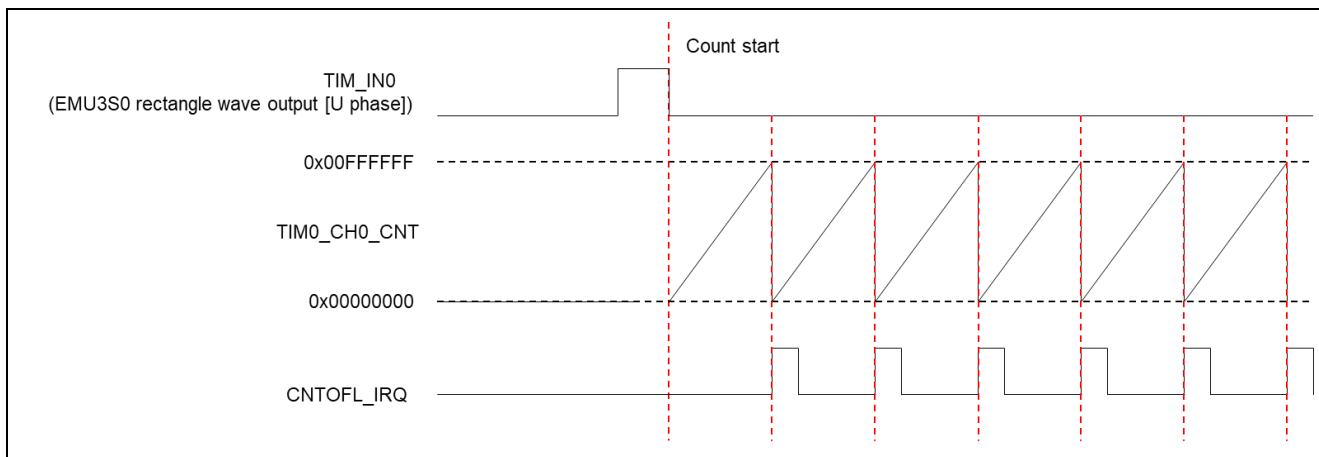 Count start
TIM_IN0
(EMU3S0 rectangle wave output [U phase])
0x00FFFFFF
TIM0_CH0_CNT
0x00000000
CNTOFL_IRQ